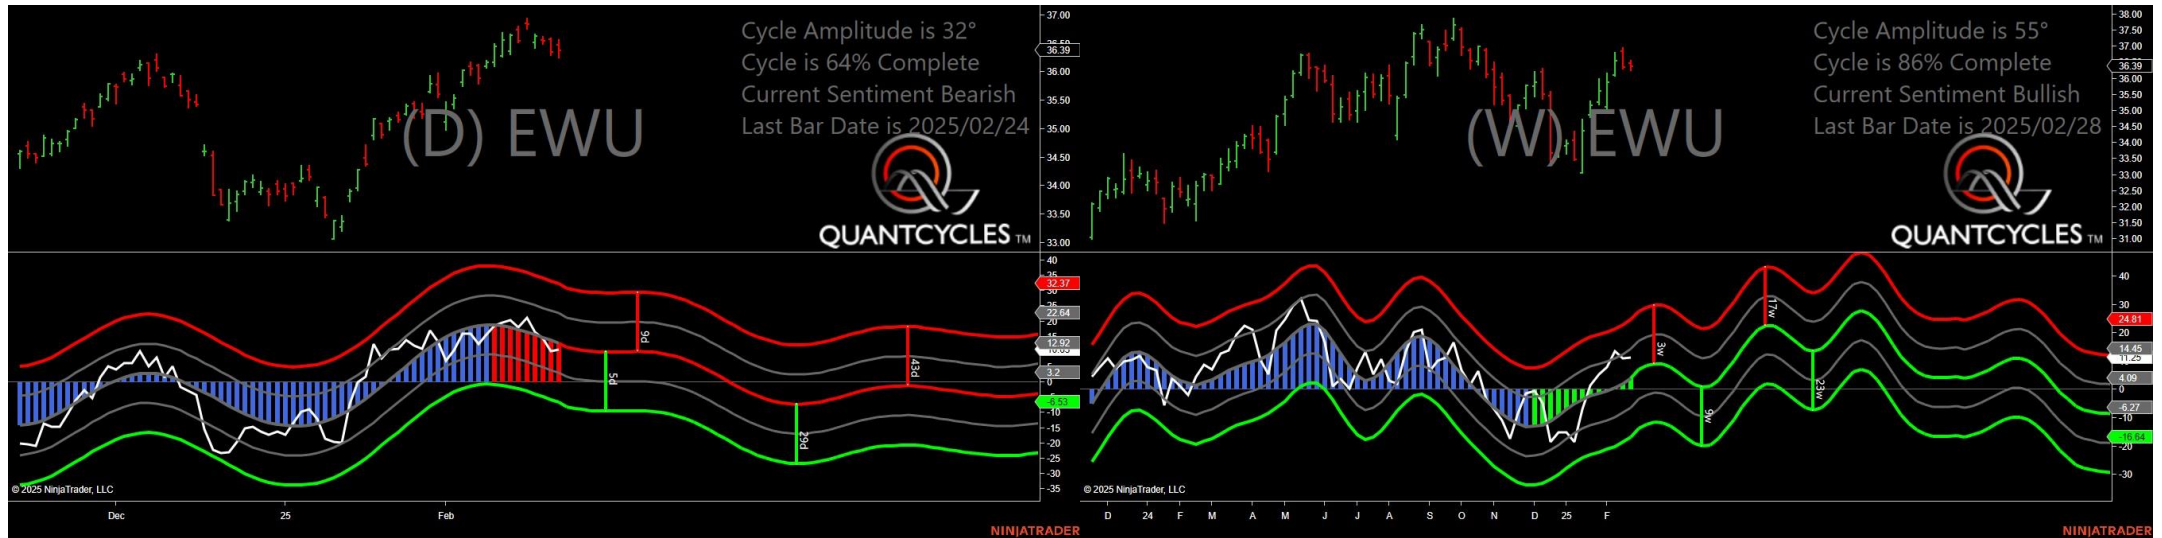 Cycle Amplitude is 32°
Cycle is 64% Complete
Current Sentiment Bearish
Last Bar Date is 2025/02/24
(D) EWU
QUANTCYCLES TM
37.00
36.39
36.00
35.50
35.00
34.50
34.00
33.50
33.00
40
32.37
22.64
20
12.92
3.2
0
-6.53
-10
-15
-20
-25
-30
-35
9d
5d
29d
43d
© 2025 NinjaTrader, LLC
Dec 25 Feb
NINJATRADER
Cycle Amplitude is 55°
Cycle is 86% Complete
Current Sentiment Bullish
Last Bar Date is 2025/02/28
(W) EWU
QUANTCYCLES TM
38.00
37.50
37.00
36.39
36.00
35.50
35.00
34.50
34.00
33.50
33.00
32.50
32.00
31.50
31.00
40
30
24.81
20
14.45
11.25
4.09
0
-6.27
-10
-16.64
-20
-30
3w
9w
17w
23w
© 2025 NinjaTrader, LLC
D 24 F M A M J J A S O N D 25 F
NINJATRADER